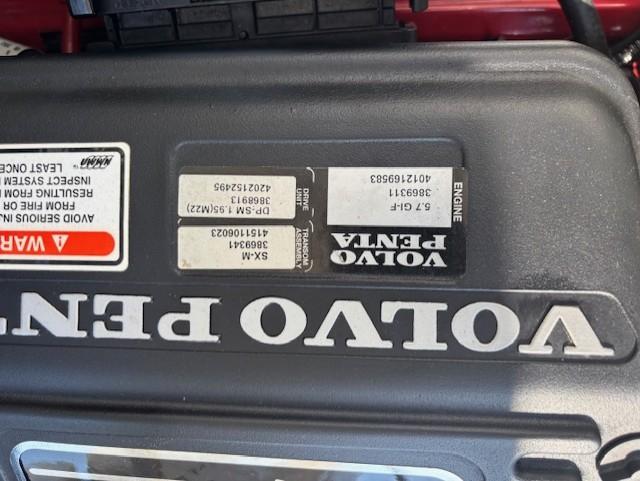 VOLVO PEN
VOLVO
PENTA
5.7 GI-F
3869311
4012169583
ENGINE
TRANSOM
ASSEMBLY
SX-M
3869341
4151106023
DRIVE
UNIT
DP-SM 1.95(M22)
3868913
4202152495
WAR
AVOID SERIOUS INJ
FROM FIRE OR
RESULTING FROM
INSPECT SYSTEM
LEAST ONCE
NMMA